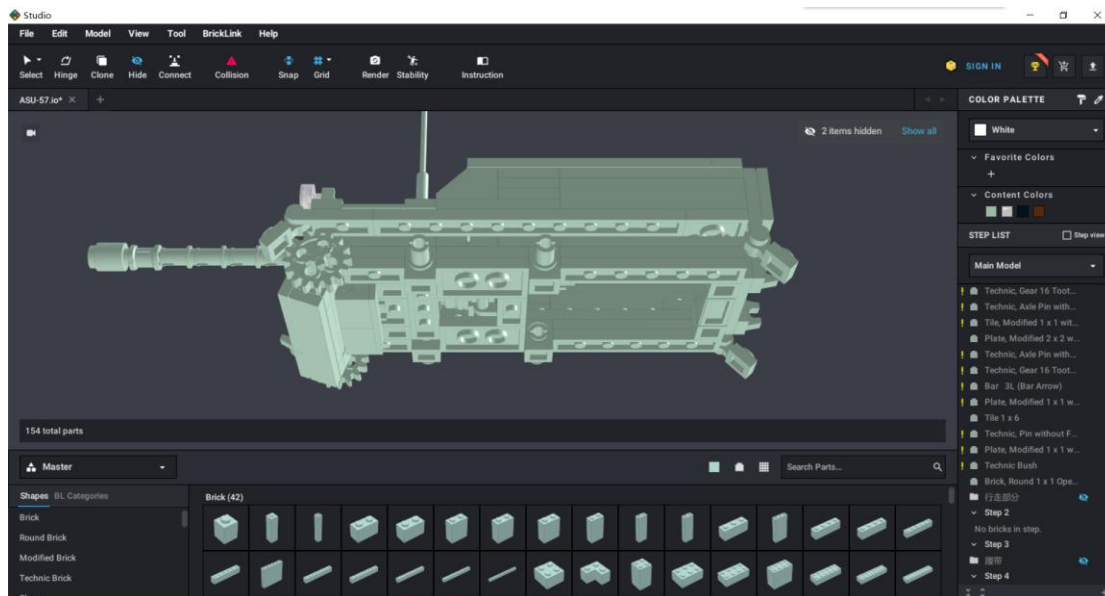 Studio
File Edit Model View Tool BrickLink Help
Select Hinge Clone Hide Connect Collision Snap Grid Render Stability Instruction
SIGN IN
ASU-57.io*
COLOR PALETTE
2 items hidden Show all
White
Favorite Colors
Content Colors
STEP LIST Step view
Main Model
Technic, Gear 16 Toot...
Technic, Axle Pin with...
Tile, Modified 1 x 1 wit...
Plate, Modified 2 x 2 w...
Technic, Axle Pin with...
Technic, Gear 16 Toot...
Bar 3L (Bar Arrow)
Plate, Modified 1 x 1 w...
Tile 1 x 6
Technic, Pin without F...
Plate, Modified 1 x 1 w...
Technic Bush
Brick, Round 1 x 1 Ope...
行走部分
Step 2
No bricks in step.
Step 3
履带
Step 4
154 total parts
Master
Search Parts...
Shapes BL Categories
Brick (42)
Brick
Round Brick
Modified Brick
Technic Brick